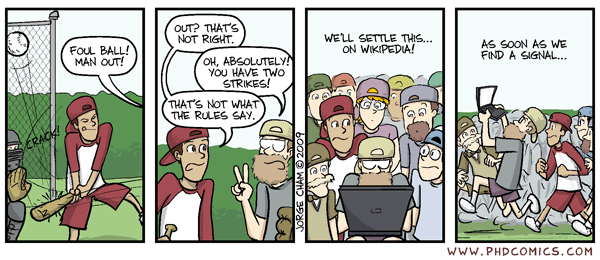 FOUL BALL!
MAN OUT!
CRACK!
OUT? THAT'S
NOT RIGHT.
OH, ABSOLUTELY!
YOU HAVE TWO
STRIKES!
THAT'S NOT WHAT
THE RULES SAY.
JORGE CHAM © 2009
WE'LL SETTLE THIS...
ON WIKIPEDIA!
AS SOON AS WE
FIND A SIGNAL...
WWW.PHDCOMICS.COM